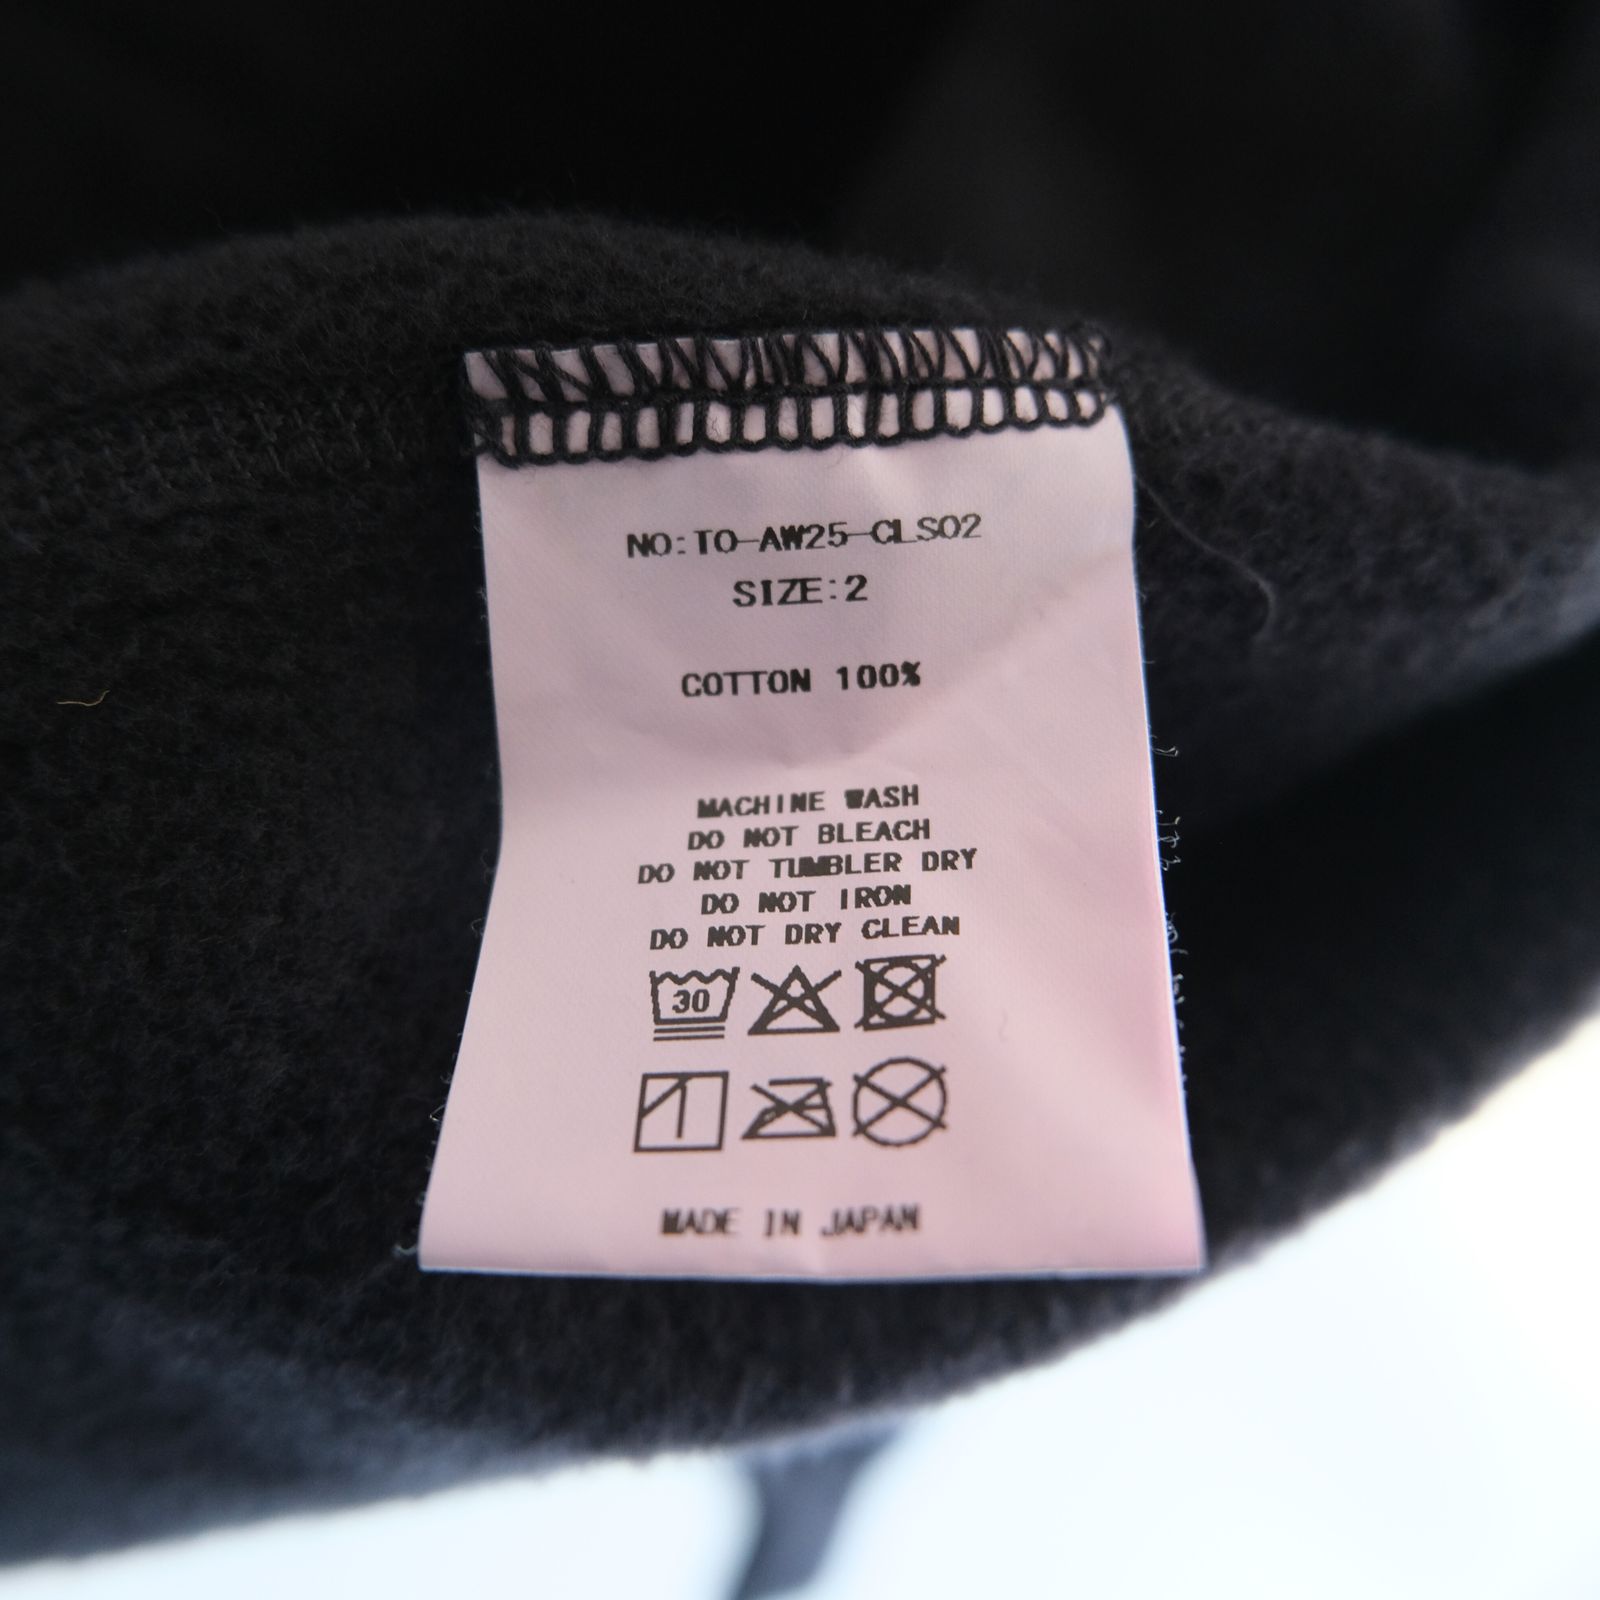 NO:TO-AW25-CLS02
SIZE:2
COTTON 100%
MACHINE WASH
DO NOT BLEACH
DO NOT TUMBLER DRY
DO NOT IRON
DO NOT DRY CLEAN
30
MADE IN JAPAN